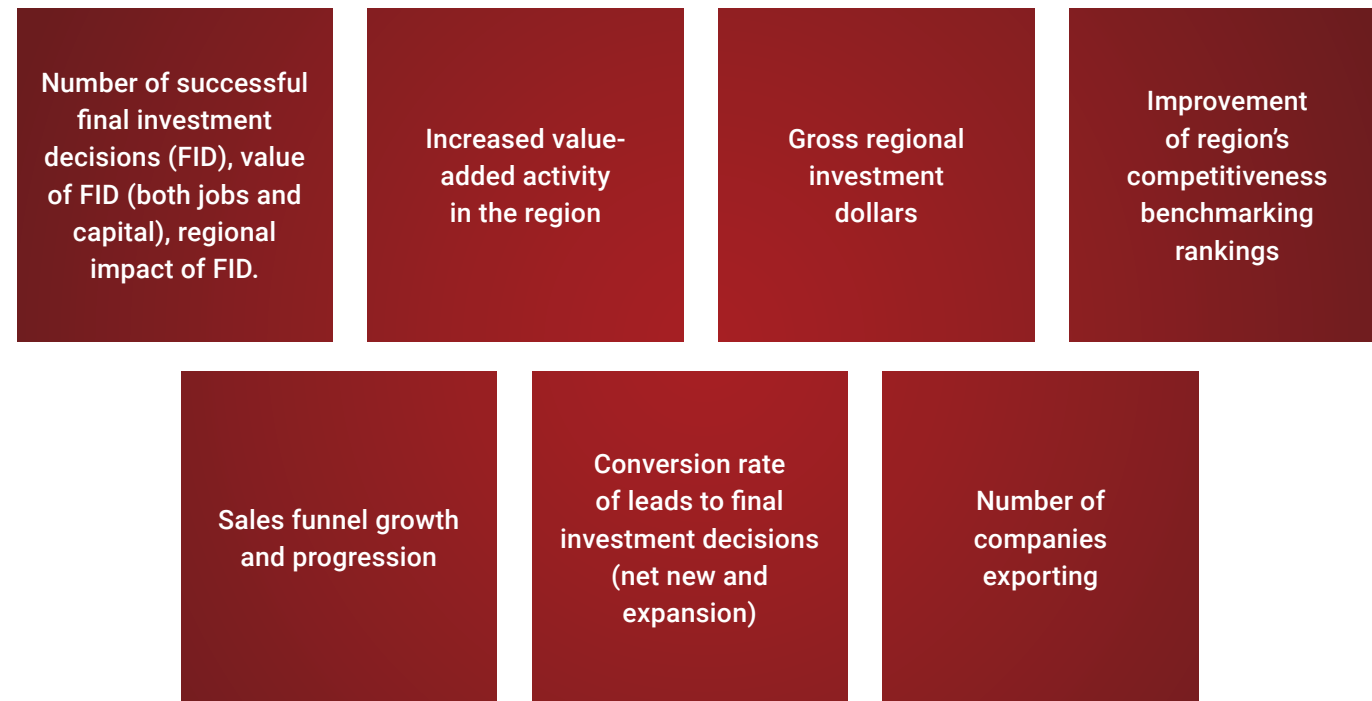 Number of successful
final investment
decisions (FID), value
of FID (both jobs and
capital), regional
impact of FID.
Increased value-
added activity
in the region
Gross regional
investment
dollars
Improvement
of region’s
competitiveness
benchmarking
rankings
Sales funnel growth
and progression
Conversion rate
of leads to final
investment decisions
(net new and
expansion)
Number of
companies
exporting